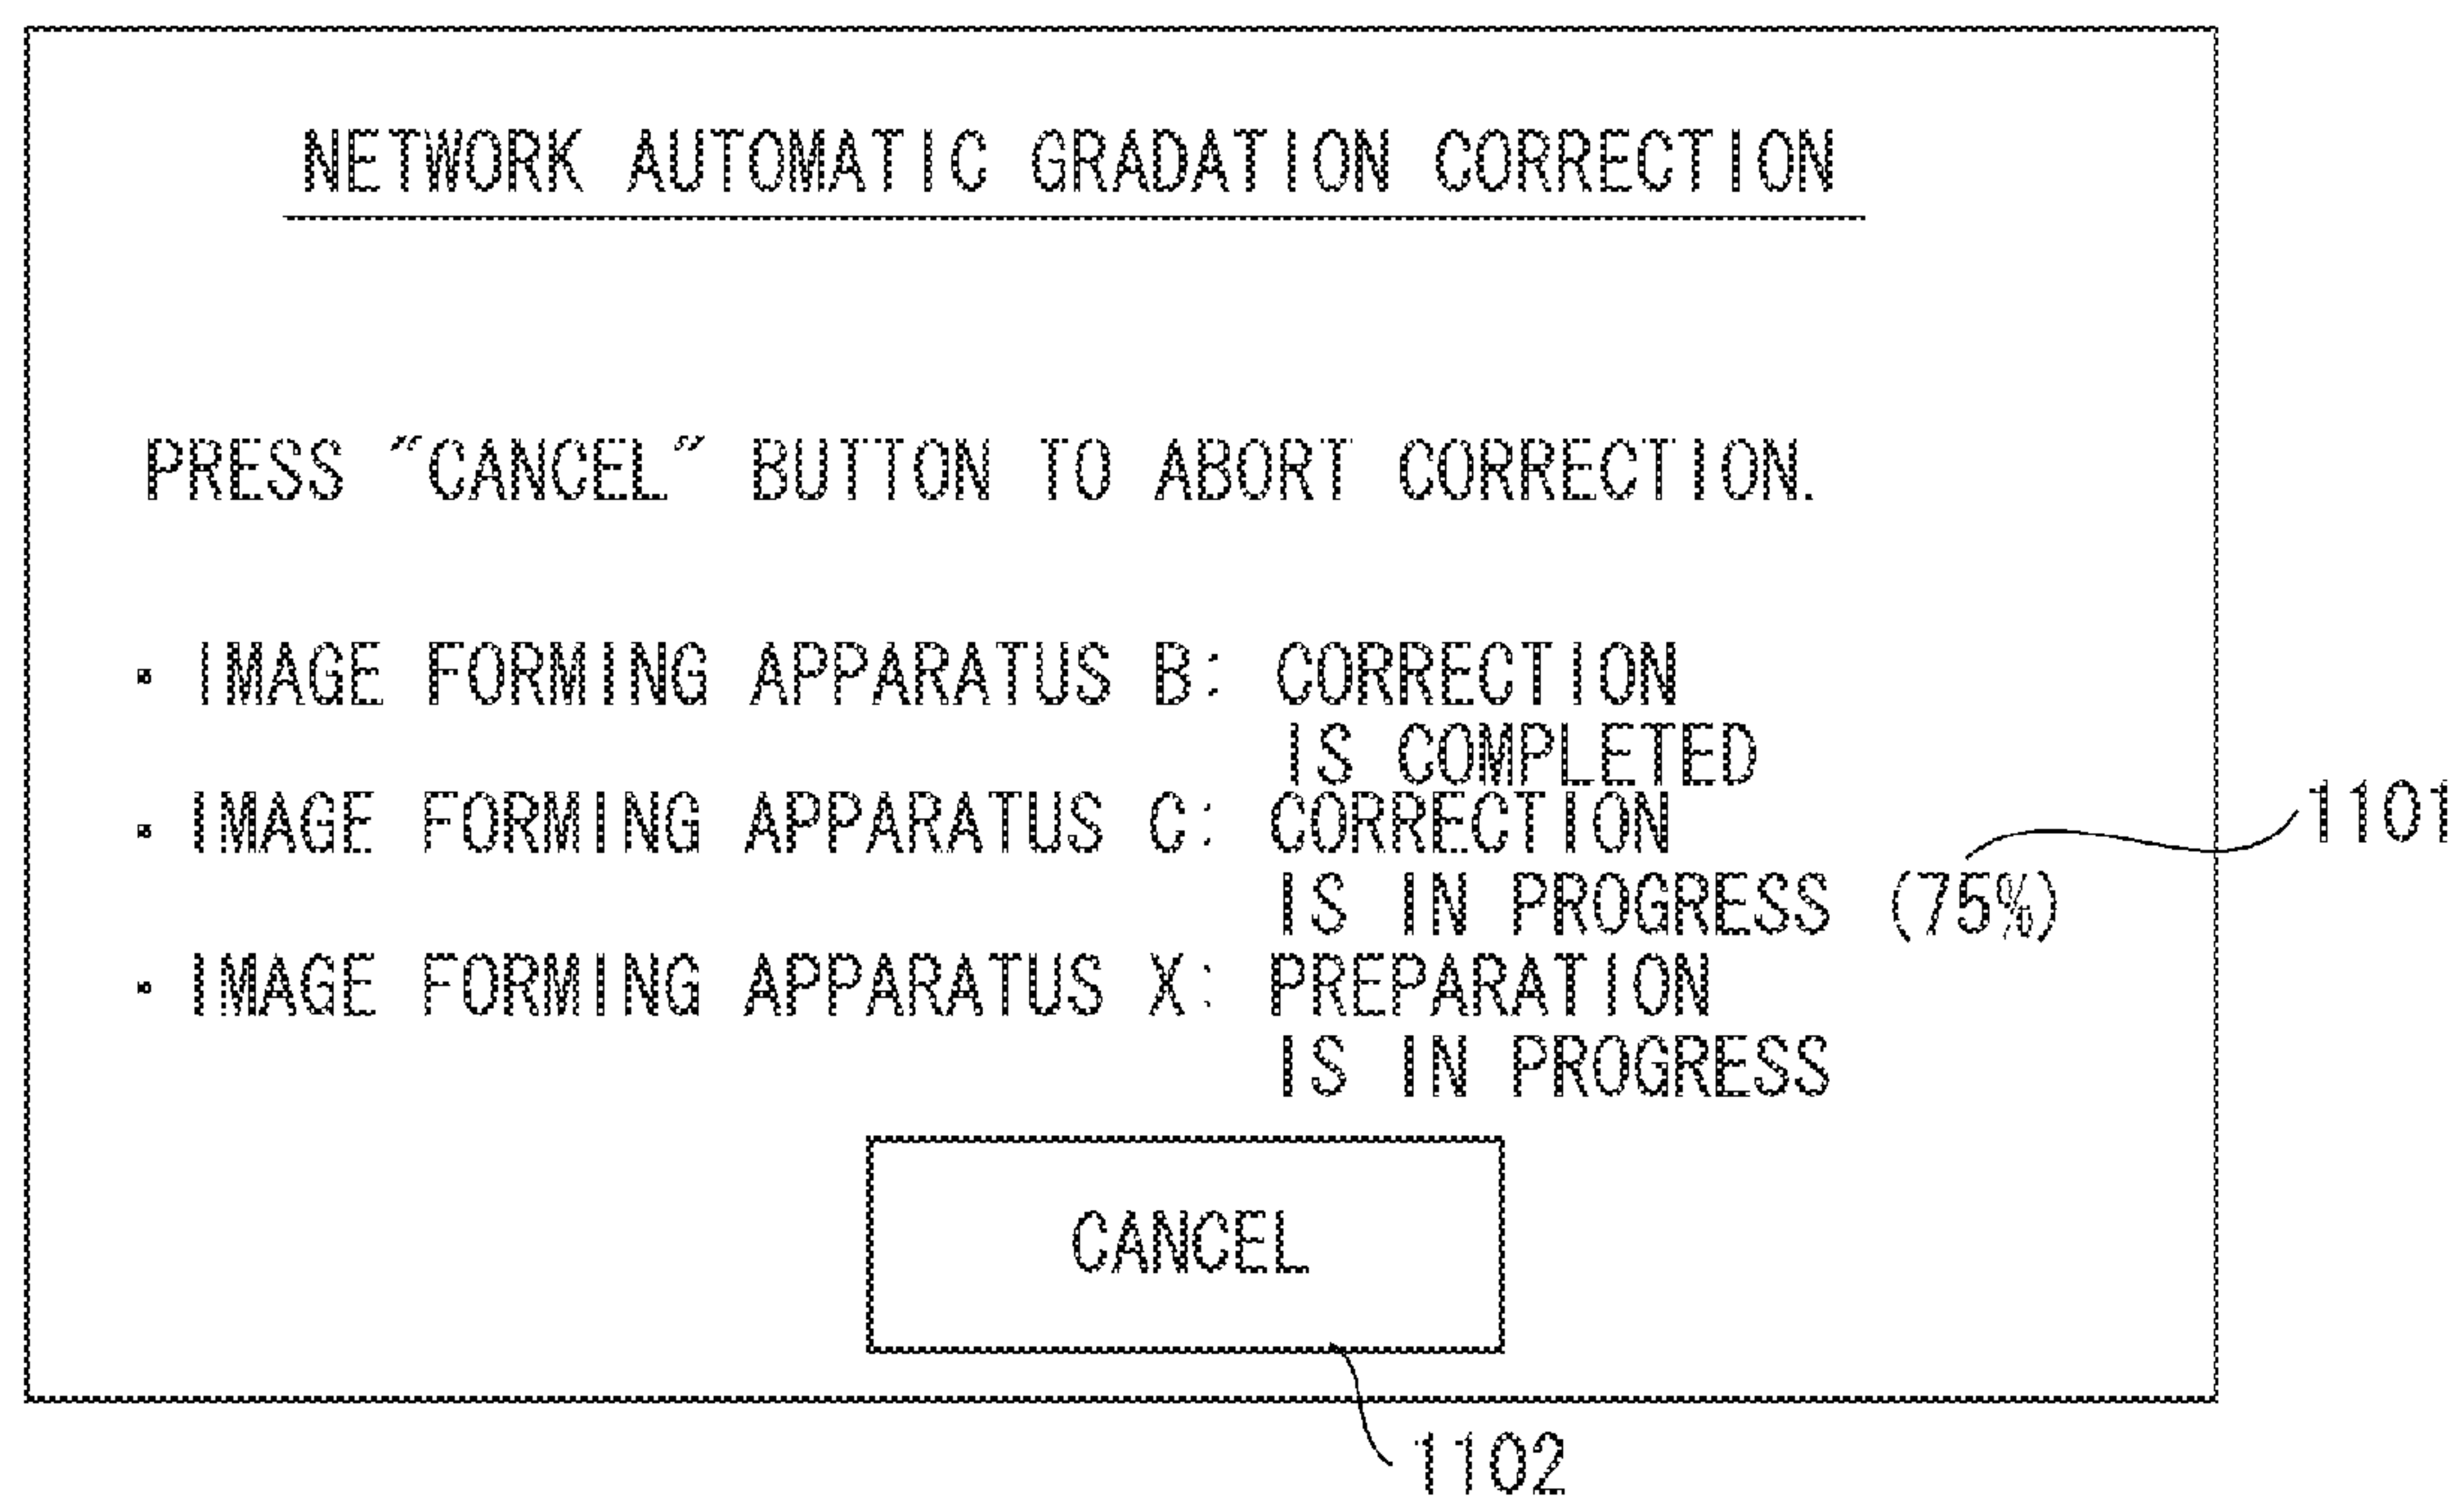 NETWORK AUTOMATIC GRADATION CORRECTION
PRESS "CANCEL" BUTTON TO ABORT CORRECTION.
▪ IMAGE FORMING APPARATUS B: CORRECTION
IS COMPLETED
▪ IMAGE FORMING APPARATUS C: CORRECTION
IS IN PROGRESS (75%)
1101
▪ IMAGE FORMING APPARATUS X: PREPARATION
IS IN PROGRESS
CANCEL
1102